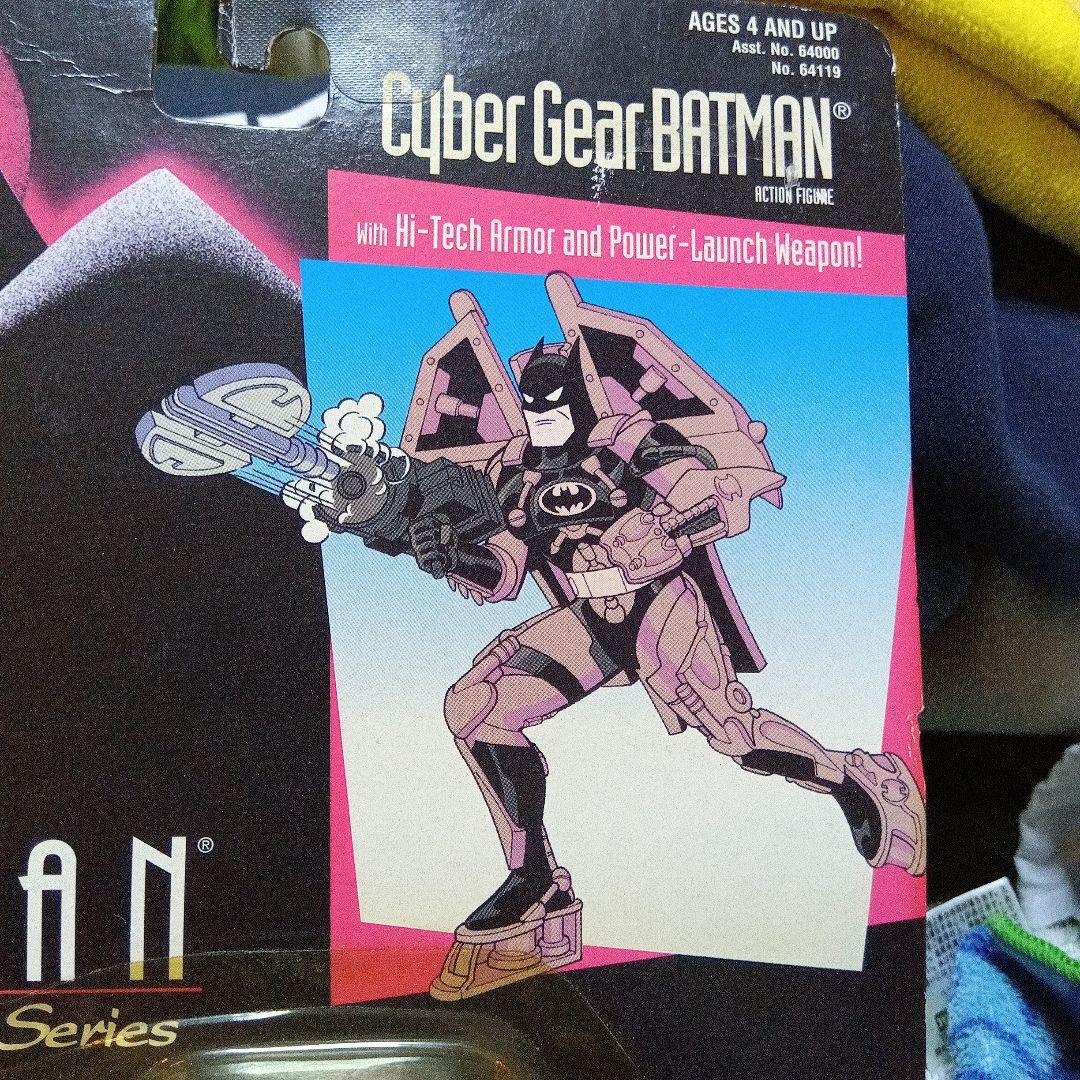 AGES 4 AND UP
Asst. No. 64000
No. 64119
Cyber Gear BATMAN®
ACTION FIGURE
With Hi-Tech Armor and Power-Launch Weapon!
AN®
Series